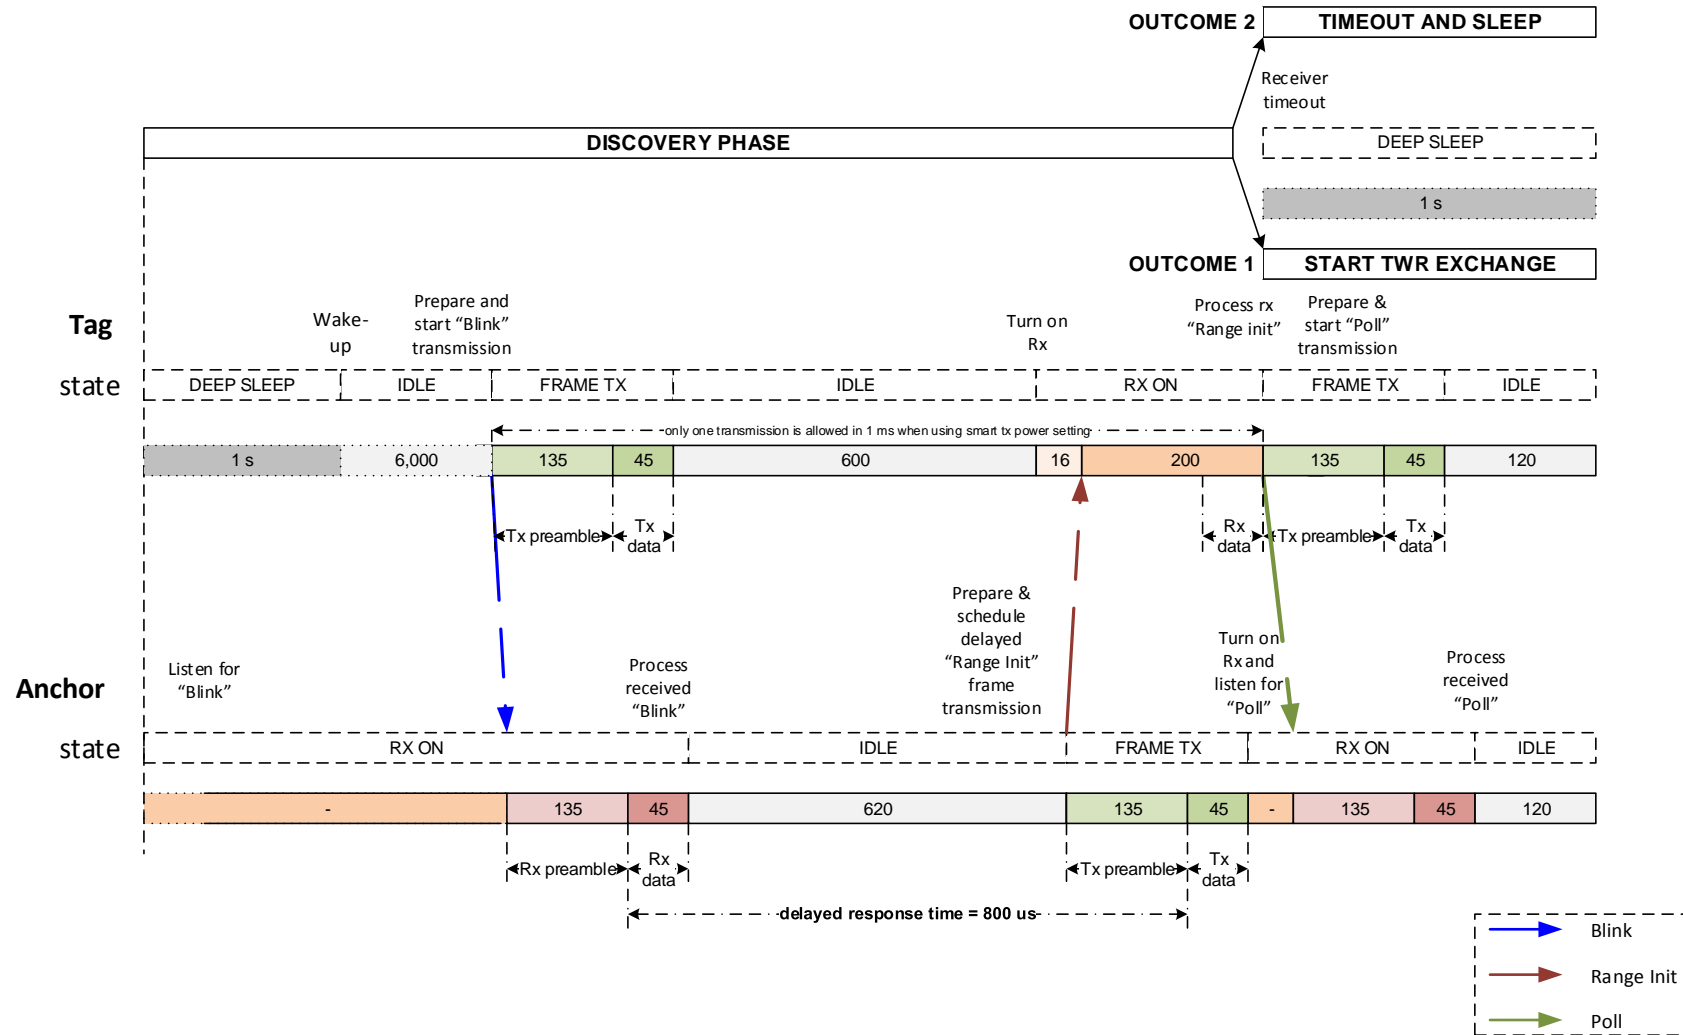 OUTCOME 2
TIMEOUT AND SLEEP
Receiver
timeout
DISCOVERY PHASE
DEEP SLEEP
1 s
OUTCOME 1
START TWR EXCHANGE
Tag
Wake-
up
Prepare and
start “Blink”
transmission
Turn on
Rx
Process rx
“Range init”
Prepare &
start “Poll”
transmission
state
DEEP SLEEP
IDLE
FRAME TX
IDLE
RX ON
FRAME TX
IDLE
only one transmission is allowed in 1 ms when using smart tx power setting
1 s
6,000
135
45
600
16
200
135
45
120
Tx preamble
Tx
data
Rx
data
Tx preamble
Tx
data
Anchor
Listen for
“Blink”
Process
received
“Blink”
Prepare &
schedule
delayed
“Range Init”
frame
transmission
Turn on
Rx and
listen for
“Poll”
Process
received
“Poll”
state
RX ON
IDLE
FRAME TX
RX ON
IDLE
-
135
45
620
135
45
-
135
45
120
Rx preamble
Rx
data
Tx preamble
Tx
data
delayed response time = 800 us
Blink
Range Init
Poll